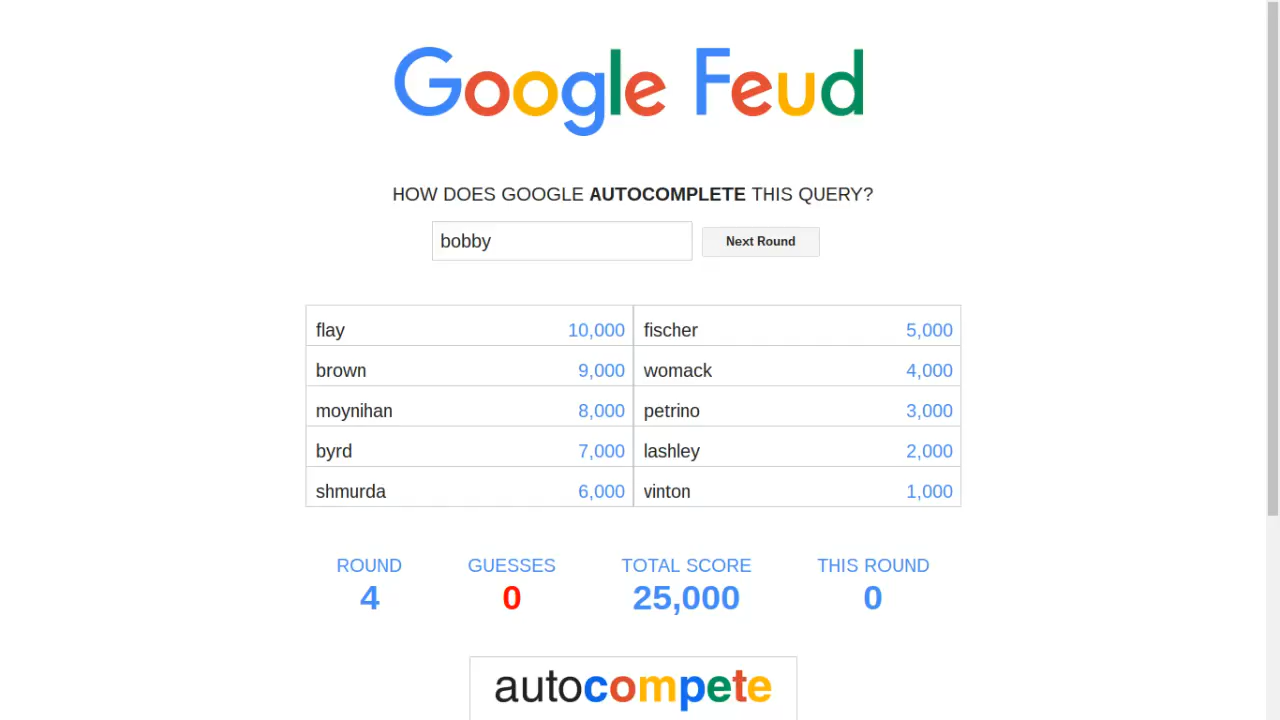 Google Feud
HOW DOES GOOGLE AUTOCOMPLETE THIS QUERY?
bobby
Next Round
flay 10,000 fischer 5,000
brown 9,000 womack 4,000
moynihan 8,000 petrino 3,000
byrd 7,000 lashley 2,000
shmurda 6,000 vinton 1,000
ROUND GUESSES TOTAL SCORE THIS ROUND
4 0 25,000 0
autocompete